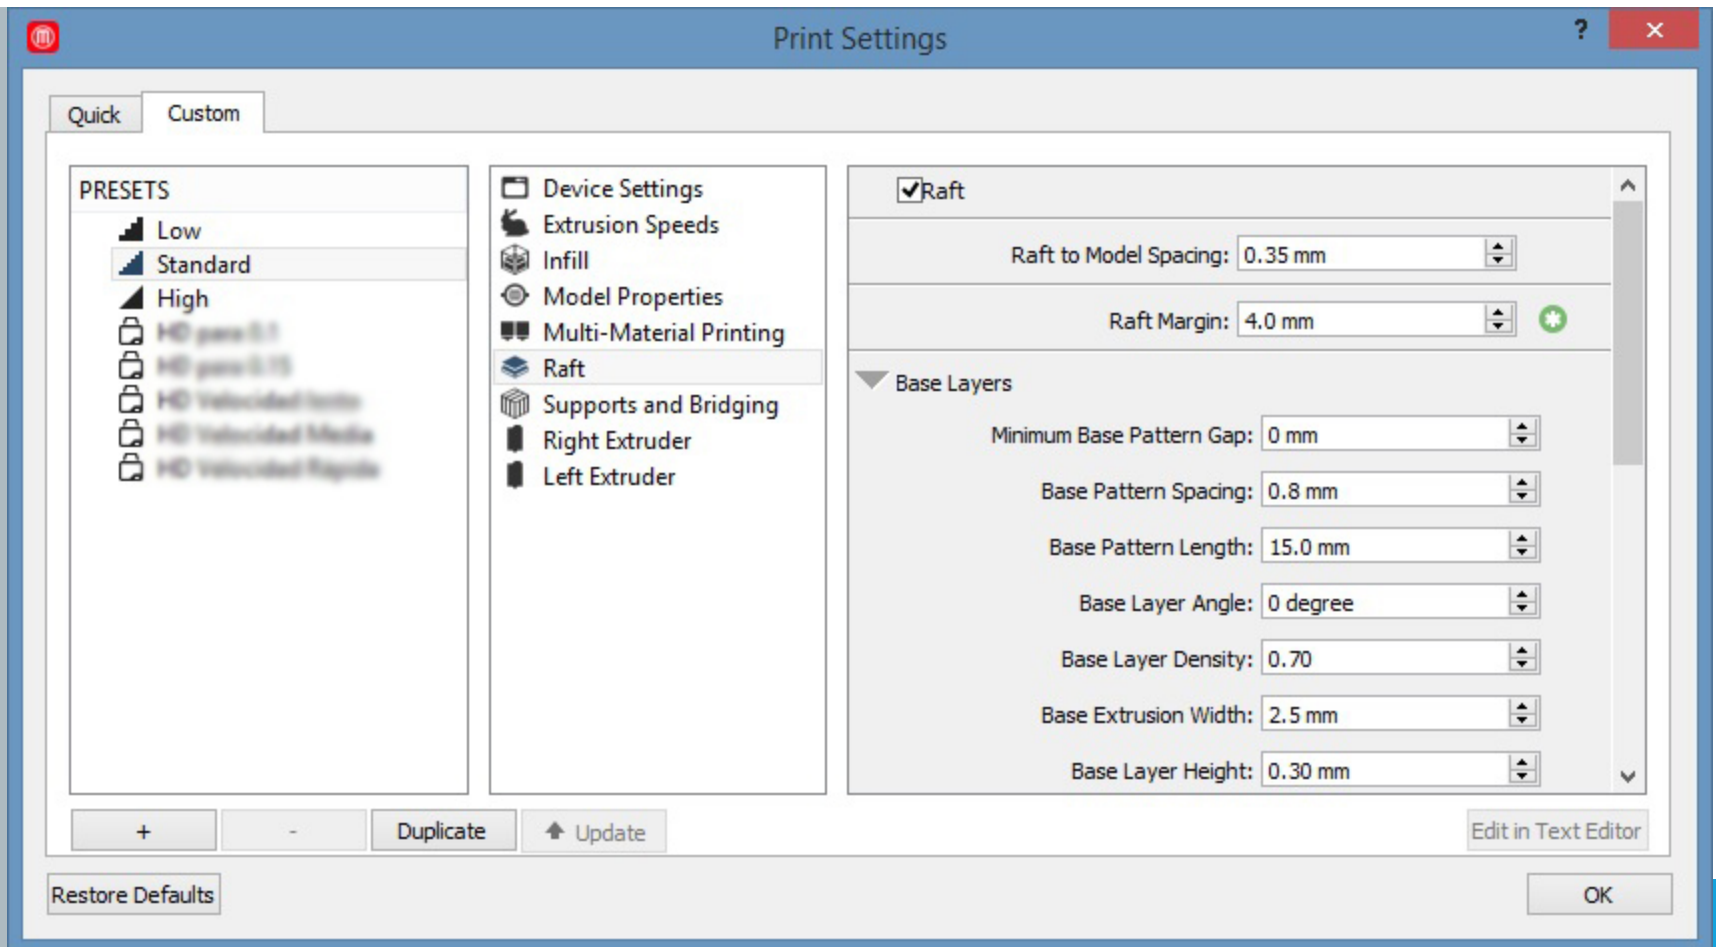 Print Settings
?
Quick
Custom
PRESETS
Low
Standard
High
Device Settings
Extrusion Speeds
Infill
Model Properties
Multi-Material Printing
Raft
Supports and Bridging
Right Extruder
Left Extruder
Raft
Raft to Model Spacing: 0.35 mm
Raft Margin: 4.0 mm
Base Layers
Minimum Base Pattern Gap: 0 mm
Base Pattern Spacing: 0.8 mm
Base Pattern Length: 15.0 mm
Base Layer Angle: 0 degree
Base Layer Density: 0.70
Base Extrusion Width: 2.5 mm
Base Layer Height: 0.30 mm
+
-
Duplicate
Update
Edit in Text Editor
Restore Defaults
OK